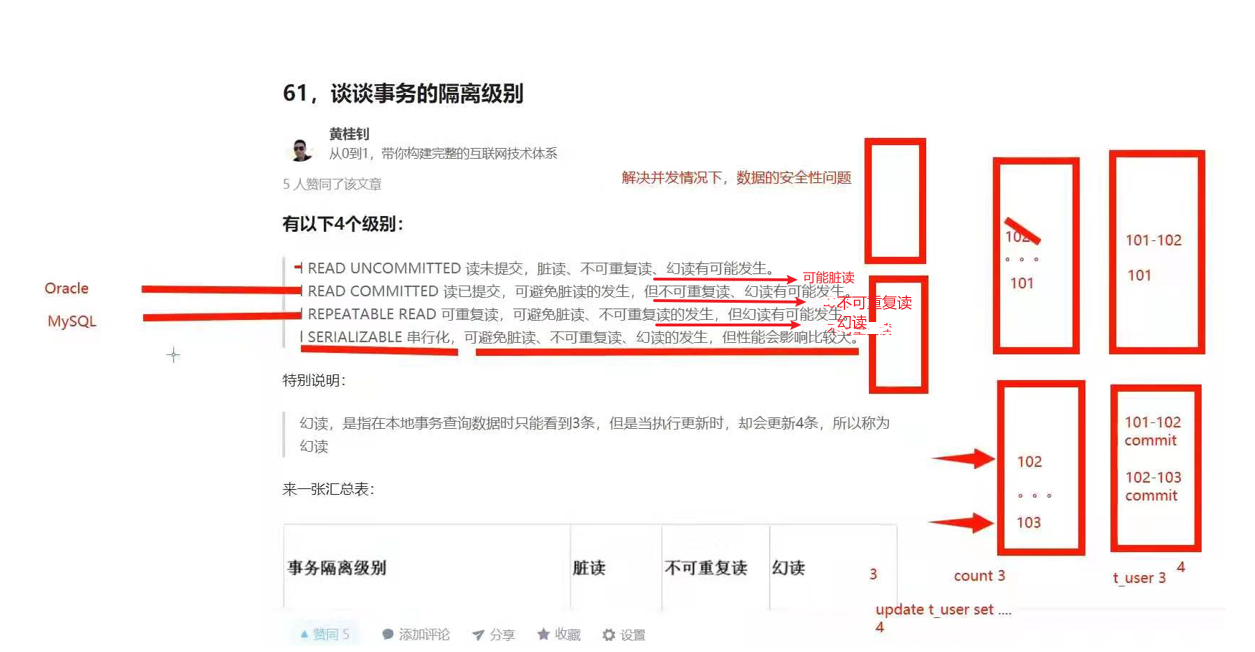 61，谈谈事务的隔离级别
黄桂钊
从0到1，带你构建完整的互联网技术体系
5 人赞同了该文章
解决并发情况下，数据的安全性问题
有以下4个级别：
l READ UNCOMMITTED 读未提交，脏读、不可重复读、幻读有可能发生。
可能脏读
Oracle
l READ COMMITTED 读已提交，可避免脏读的发生，但不可重复读、幻读有可能发生
不可重复读
MySQL
l REPEATABLE READ 可重复读，可避免脏读、不可重复读的发生，但幻读有可能发生
幻读
l SERIALIZABLE 串行化，可避免脏读、不可重复读、幻读的发生，但性能会影响比较大。
特别说明：
幻读，是指在本地事务查询数据时只能看到3条，但是当执行更新时，却会更新4条，所以称为
幻读
来一张汇总表：
事务隔离级别
脏读
不可重复读
幻读
赞同 5
添加评论
分享
收藏
设置
102
。。。
101
101-102
101
102
。。。
103
101-102
commit
102-103
commit
3
count 3
t_user 3
4
update t_user set ....
4